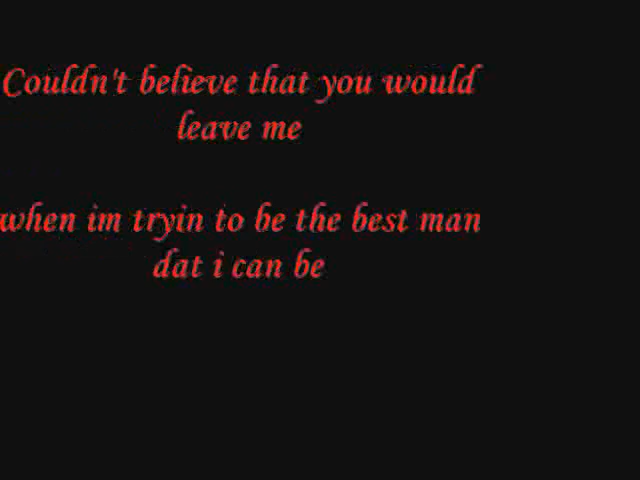 Couldn't believe that you would
leave me
when im tryin to be the best man
dat i can be